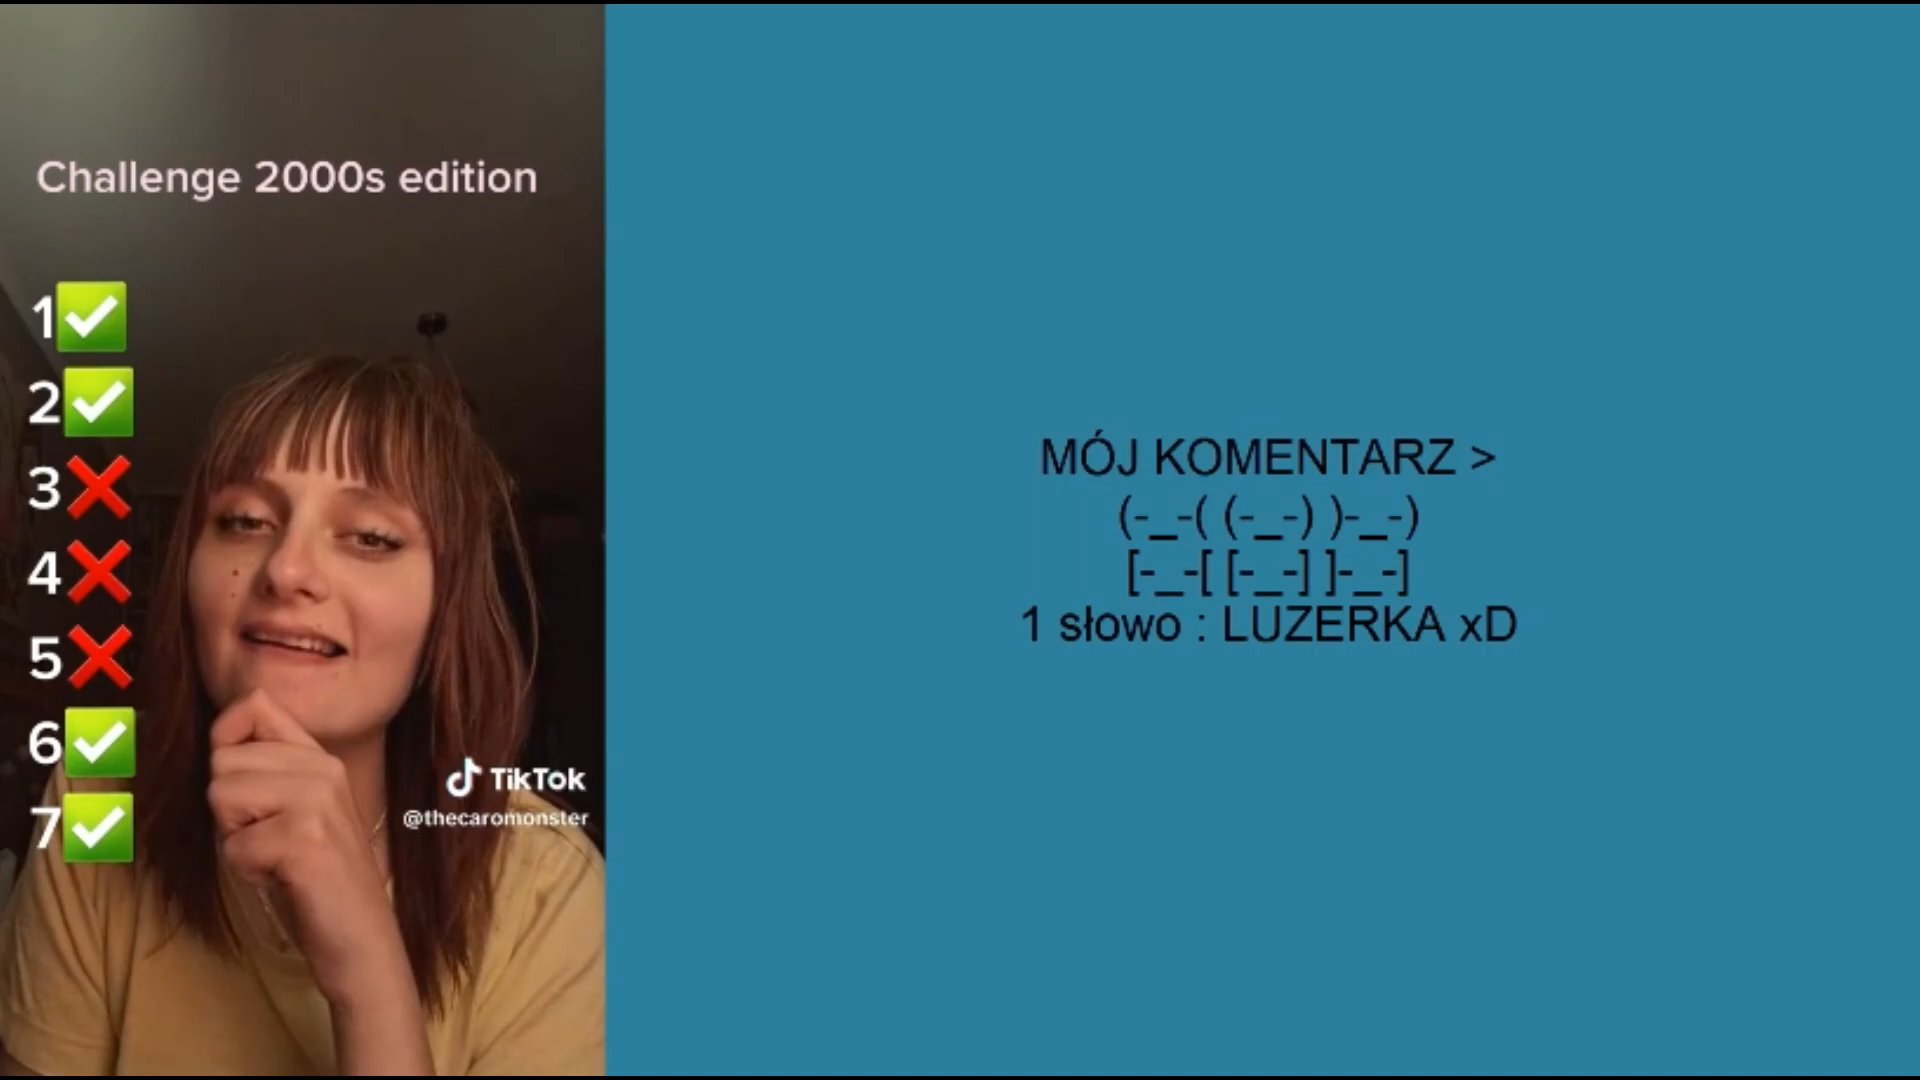 Challenge 2000s edition
1✅
2✅
3❌
4❌
5❌
6✅
7✅
TikTok
@thecaromonster
MÓJ KOMENTARZ >
(-_-( (-_-) )-_-)
[-_-[ [-_-] ]-_-]
1 słowo : LUZERKA xD